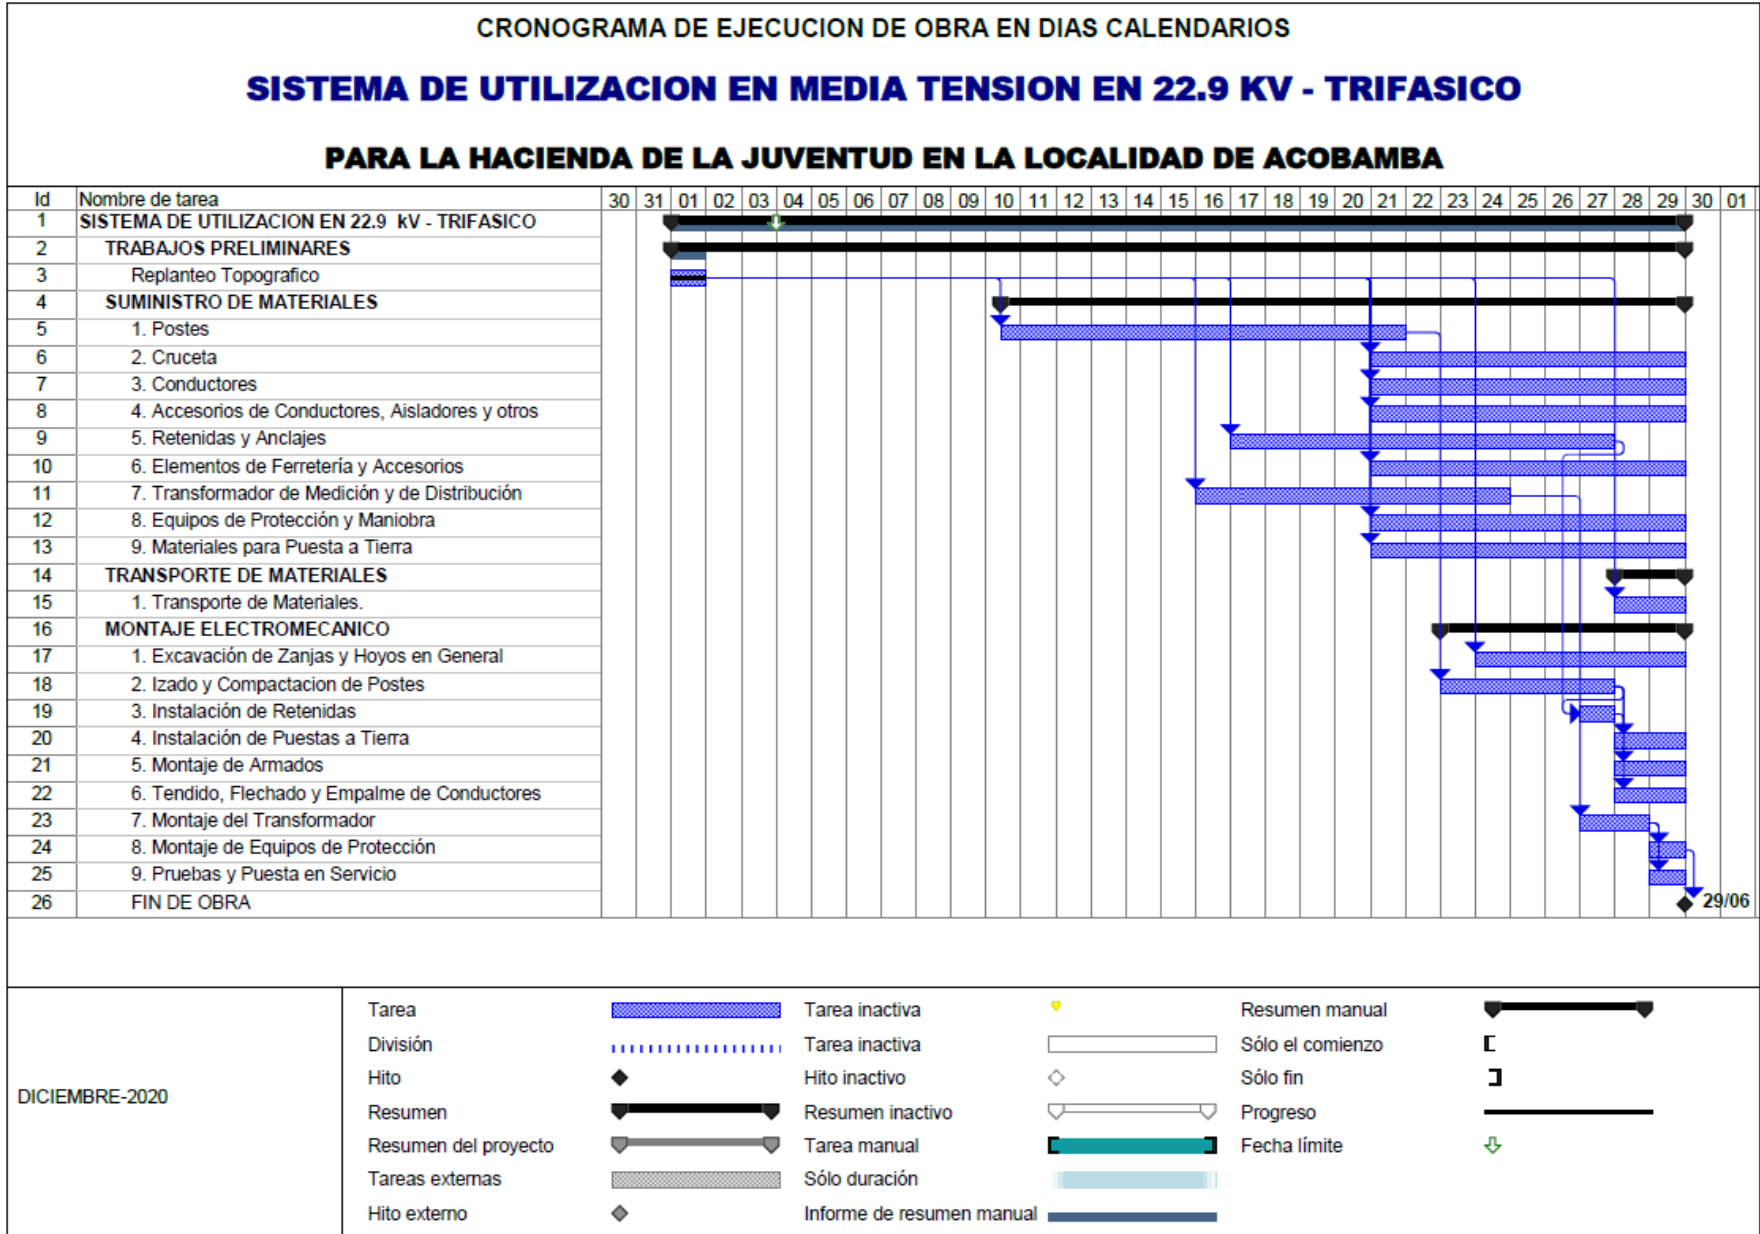 CRONOGRAMA DE EJECUCION DE OBRA EN DIAS CALENDARIOS
SISTEMA DE UTILIZACION EN MEDIA TENSION EN 22.9 KV - TRIFASICO
PARA LA HACIENDA DE LA JUVENTUD EN LA LOCALIDAD DE ACOBAMBA
Id Nombre de tarea 30 31 01 02 03 04 05 06 07 08 09 10 11 12 13 14 15 16 17 18 19 20 21 22 23 24 25 26 27 28 29 30 01
1 SISTEMA DE UTILIZACION EN 22.9 kV - TRIFASICO
2 TRABAJOS PRELIMINARES
3 Replanteo Topografico
4 SUMINISTRO DE MATERIALES
5 1. Postes
6 2. Cruceta
7 3. Conductores
8 4. Accesorios de Conductores, Aisladores y otros
9 5. Retenidas y Anclajes
10 6. Elementos de Ferretería y Accesorios
11 7. Transformador de Medición y de Distribución
12 8. Equipos de Protección y Maniobra
13 9. Materiales para Puesta a Tierra
14 TRANSPORTE DE MATERIALES
15 1. Transporte de Materiales.
16 MONTAJE ELECTROMECANICO
17 1. Excavación de Zanjas y Hoyos en General
18 2. Izado y Compactacion de Postes
19 3. Instalación de Retenidas
20 4. Instalación de Puestas a Tierra
21 5. Montaje de Armados
22 6. Tendido, Flechado y Empalme de Conductores
23 7. Montaje del Transformador
24 8. Montaje de Equipos de Protección
25 9. Pruebas y Puesta en Servicio
26 FIN DE OBRA 29/06
DICIEMBRE-2020
Tarea
División
Hito
Resumen
Resumen del proyecto
Tareas externas
Hito externo
Tarea inactiva
Tarea inactiva
Hito inactivo
Resumen inactivo
Tarea manual
Sólo duración
Informe de resumen manual
Resumen manual
Sólo el comienzo
Sólo fin
Progreso
Fecha límite